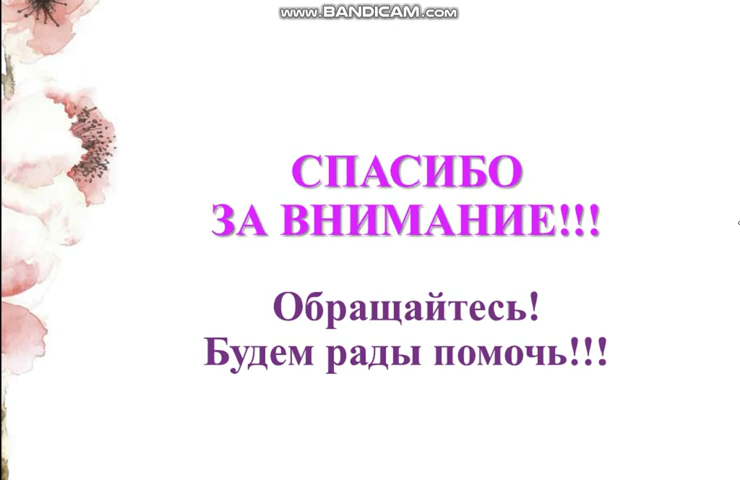 www.BANDICAM.com
СПАСИБО
ЗА ВНИМАНИЕ!!!
Обращайтесь!
Будем рады помочь!!!